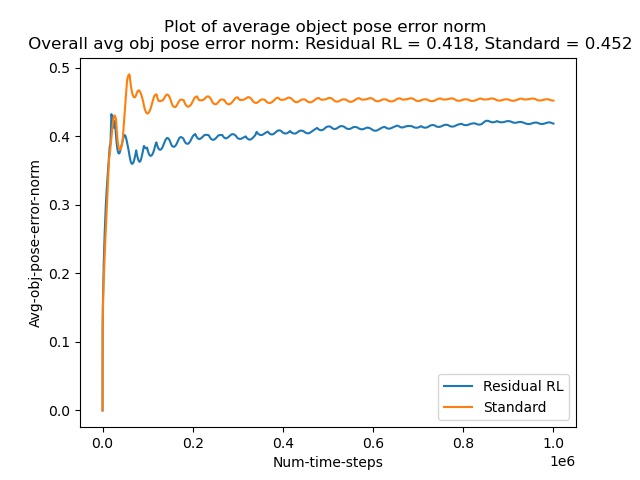 Plot of average object pose error norm
Overall avg obj pose error norm: Residual RL = 0.418, Standard = 0.452
0.5
0.4
0.3
0.2
0.1
0.0
Avg-obj-pose-error-norm
0.0 0.2 0.4 0.6 0.8 1.0
1e6
Num-time-steps
Residual RL
Standard